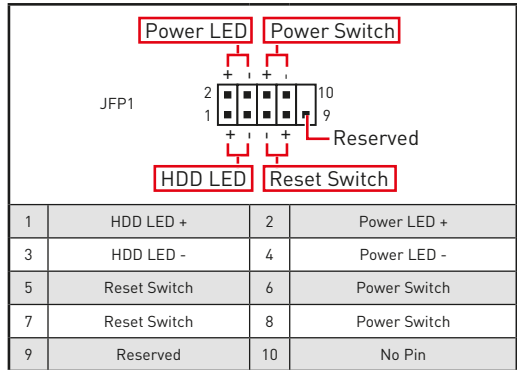 Power LED Power Switch
+ - + -
2 10
JFP1
1 9
+ - - +
Reserved
HDD LED Reset Switch
1 HDD LED + 2 Power LED +
3 HDD LED - 4 Power LED -
5 Reset Switch 6 Power Switch
7 Reset Switch 8 Power Switch
9 Reserved 10 No Pin